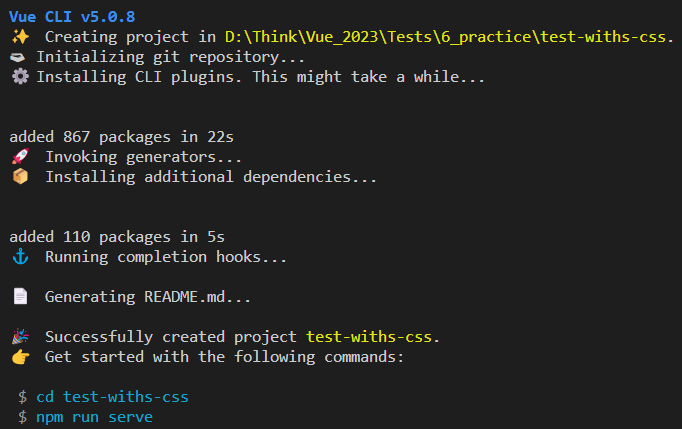 Vue CLI v5.0.8
✨ Creating project in D:\Think\Vue_2023\Tests\6_practice\test-withs-css.
🗃 Initializing git repository...
⚙️ Installing CLI plugins. This might take a while...
added 867 packages in 22s
🚀 Invoking generators...
📦 Installing additional dependencies...
added 110 packages in 5s
⚓ Running completion hooks...
📄 Generating README.md...
🎉 Successfully created project test-withs-css.
👉 Get started with the following commands:
$ cd test-withs-css
$ npm run serve